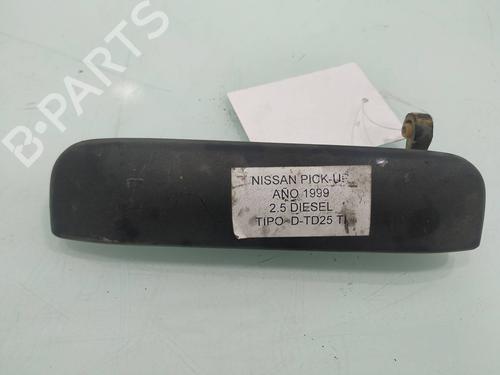 B-PARTS
NISSAN PICK-UP
AÑO 1999
2.5 DIESEL
TIPO D-TD25 TI